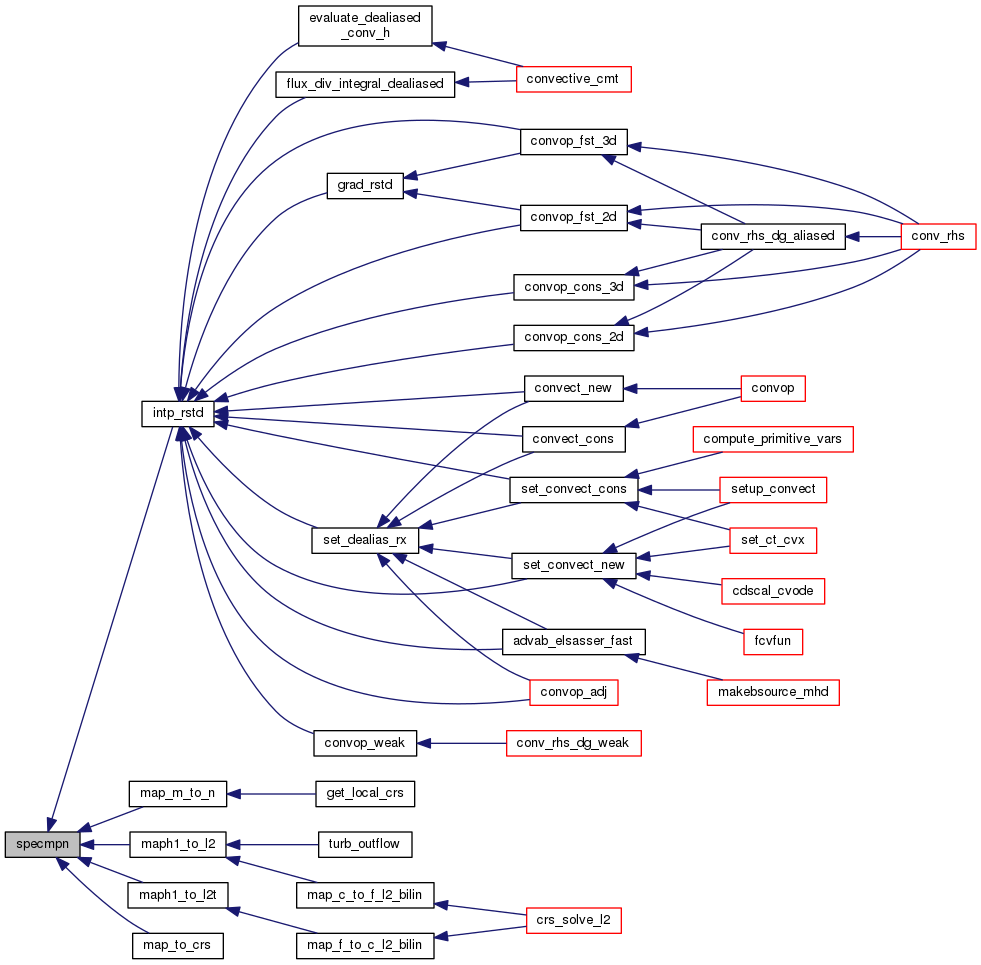 evaluate_dealiased
_conv_h
flux_div_integral_dealiased
convective_cmt
convop_fst_3d
grad_rstd
convop_fst_2d
conv_rhs_dg_aliased
conv_rhs
convop_cons_3d
convop_cons_2d
convect_new
convop
intp_rstd
convect_cons
compute_primitive_vars
set_convect_cons
setup_convect
set_dealias_rx
set_ct_cvx
set_convect_new
cdscal_cvode
advab_elsasser_fast
fcvfun
convop_adj
makebsource_mhd
convop_weak
conv_rhs_dg_weak
map_m_to_n
get_local_crs
specmpn
maph1_to_l2
turb_outflow
maph1_to_l2t
map_c_to_f_l2_bilin
crs_solve_l2
map_to_crs
map_f_to_c_l2_bilin